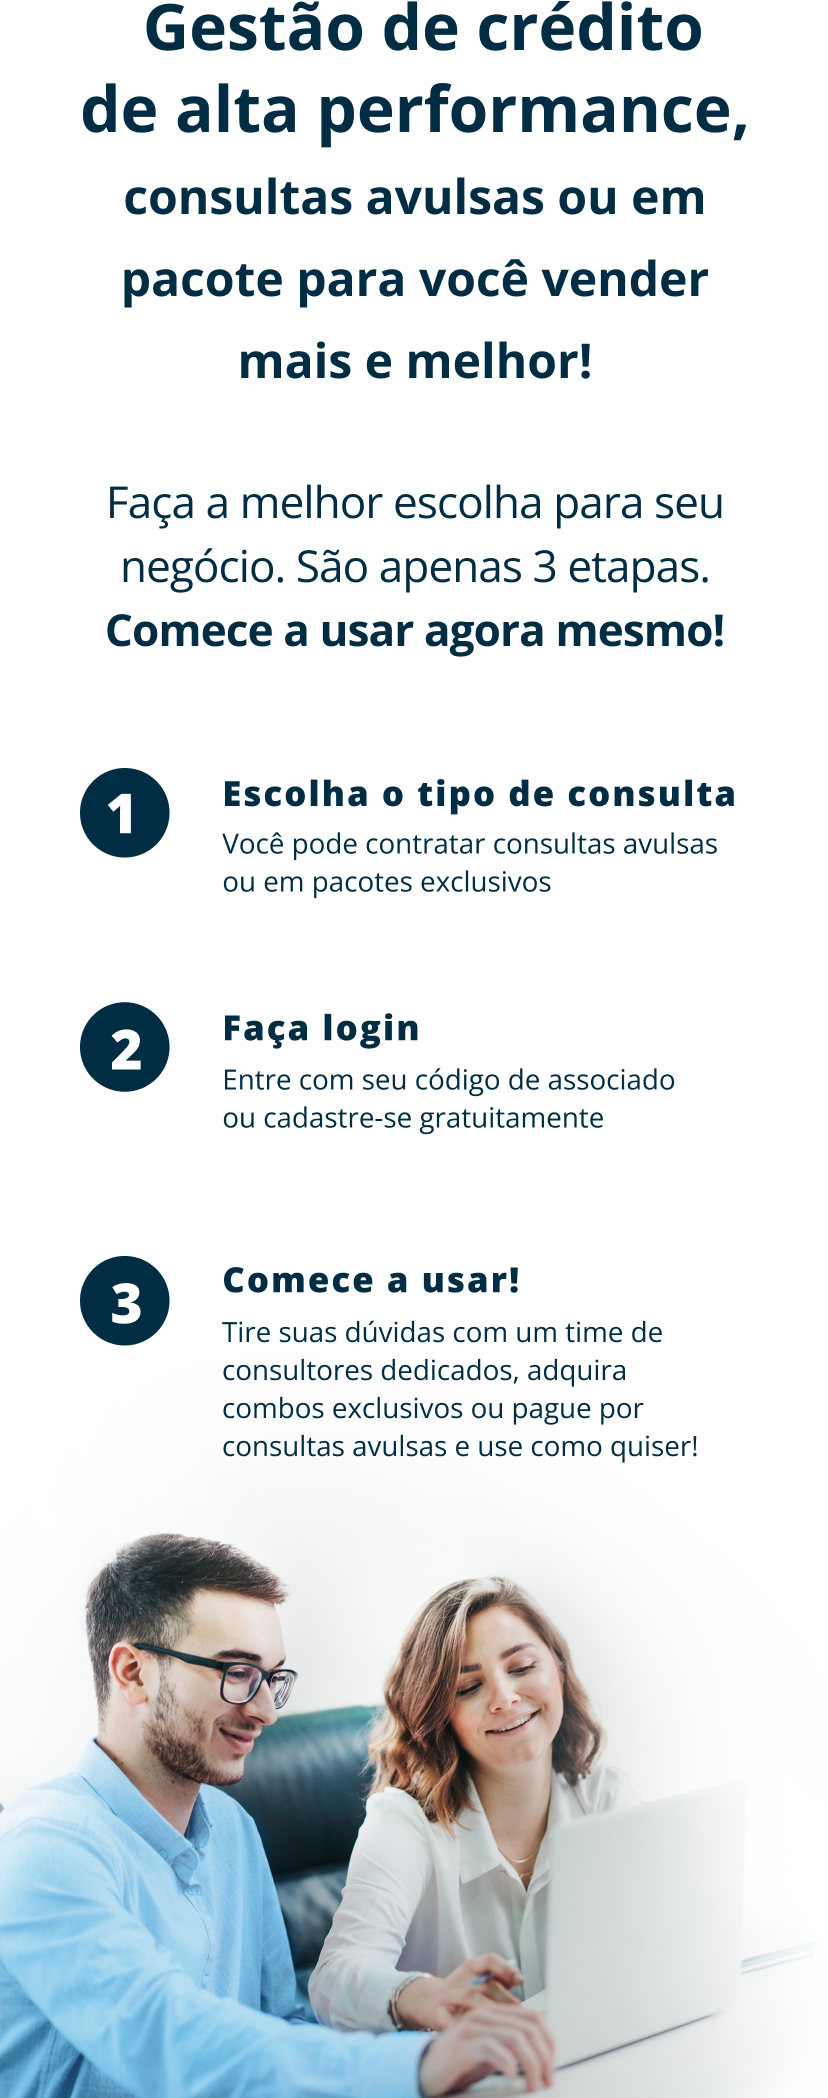 Gestão de crédito
de alta performance,
consultas avulsas ou em
pacote para você vender
mais e melhor!
Faça a melhor escolha para seu
negócio. São apenas 3 etapas.
Comece a usar agora mesmo!
1
Escolha o tipo de consulta
Você pode contratar consultas avulsas
ou em pacotes exclusivos
2
Faça login
Entre com seu código de associado
ou cadastre-se gratuitamente
3
Comece a usar!
Tire suas dúvidas com um time de
consultores dedicados, adquira
combos exclusivos ou pague por
consultas avulsas e use como quiser!